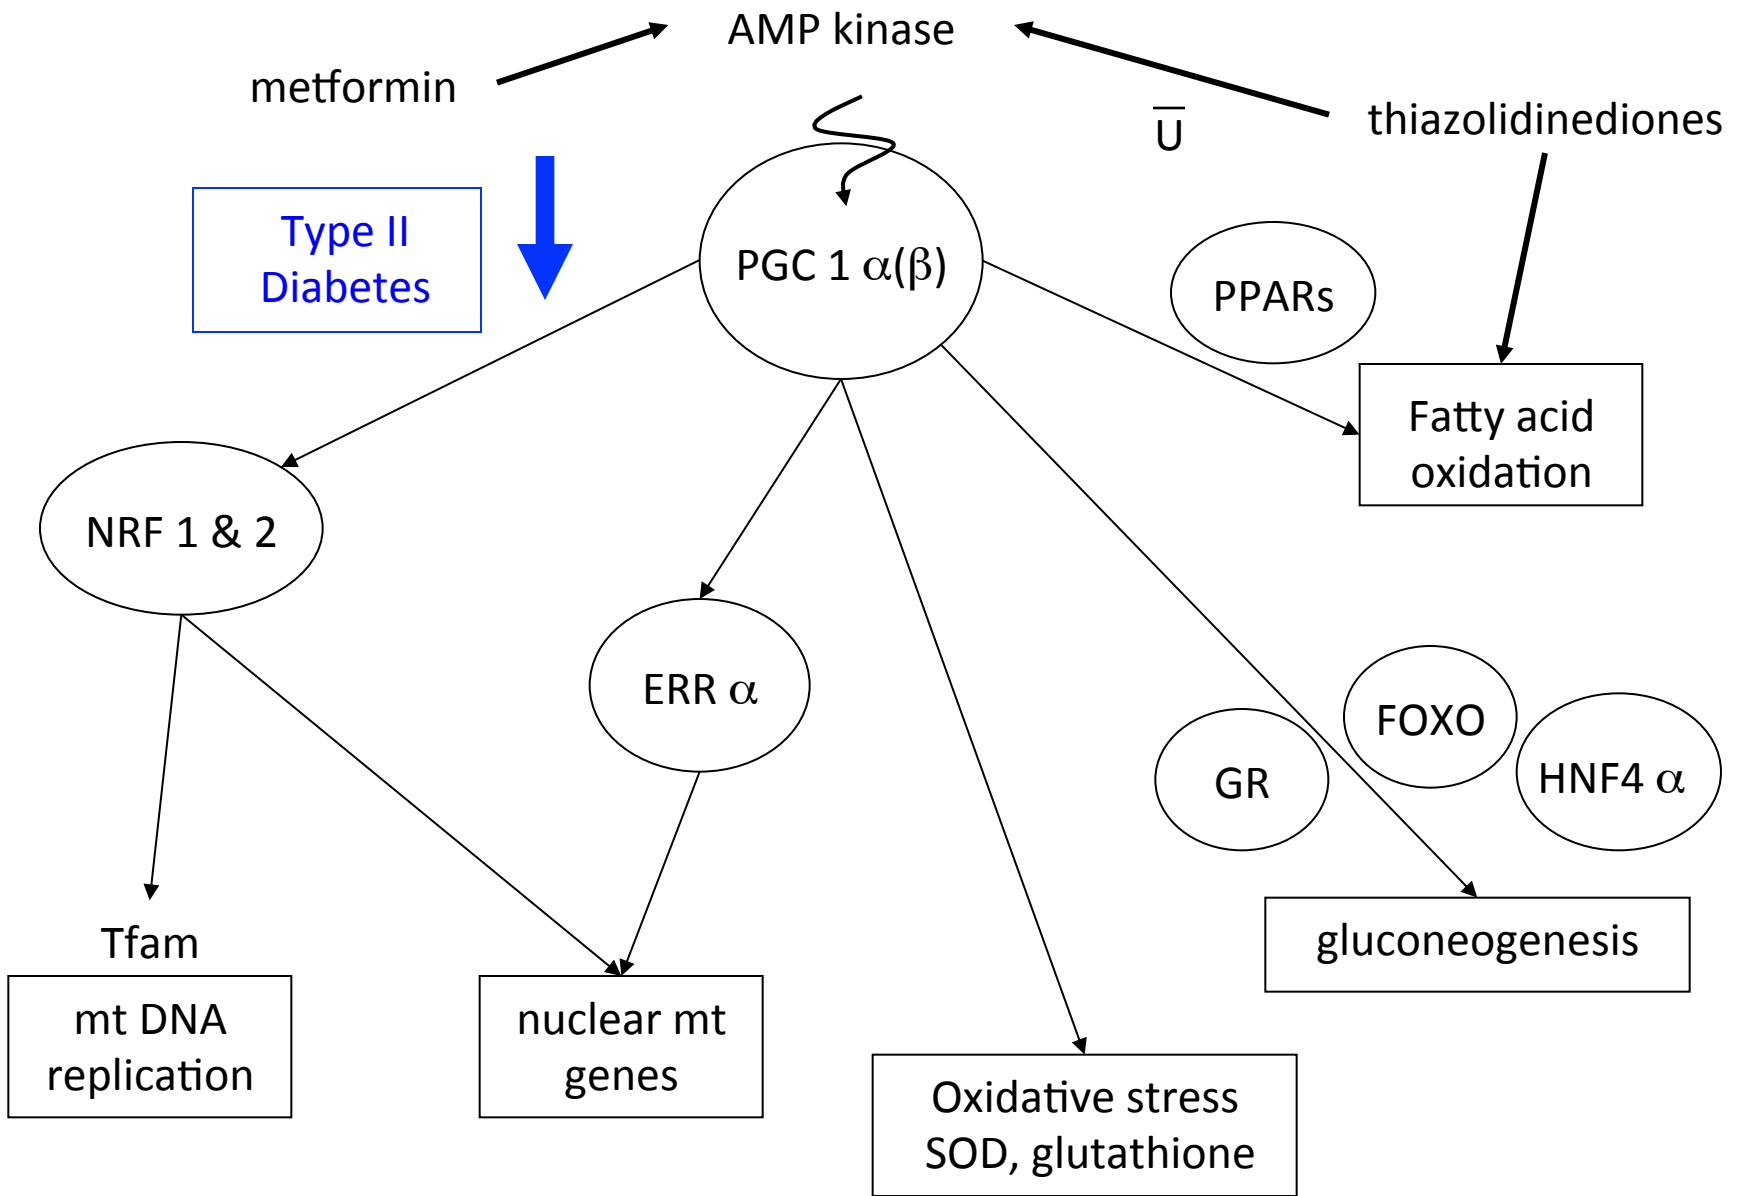 AMP kinase
metformin
thiazolidinediones
U̅
Type II
Diabetes
PGC 1 α(β)
PPARs
Fatty acid
oxidation
NRF 1 & 2
ERR α
FOXO
GR
HNF4 α
Tfam
gluconeogenesis
mt DNA
replication
nuclear mt
genes
Oxidative stress
SOD, glutathione